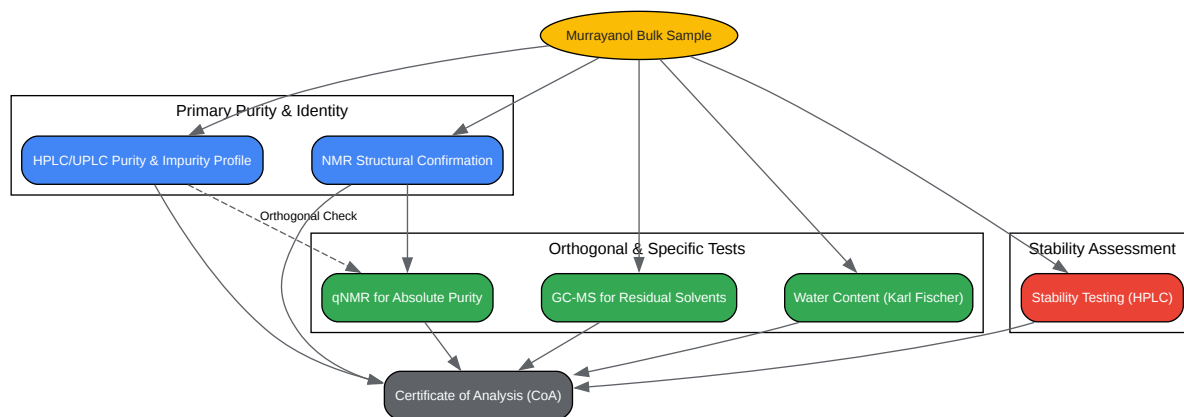 Murrayanol Bulk Sample
Primary Purity & Identity
HPLC/UPLC Purity & Impurity Profile
NMR Structural Confirmation
Orthogonal Check
Orthogonal & Specific Tests
Stability Assessment
qNMR for Absolute Purity
GC-MS for Residual Solvents
Water Content (Karl Fischer)
Stability Testing (HPLC)
Certificate of Analysis (CoA)